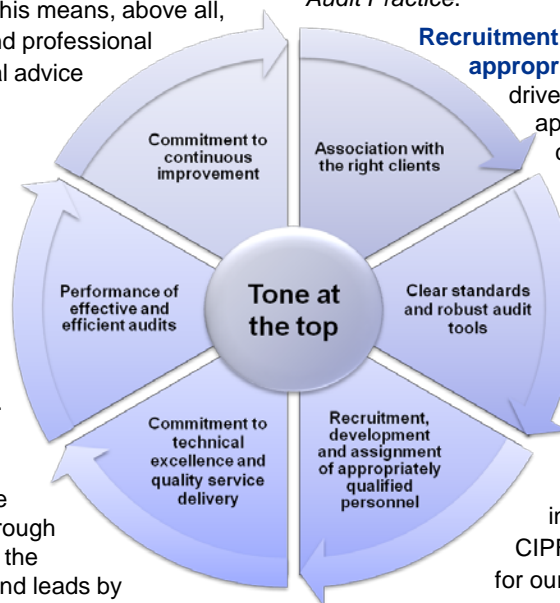 his means, above all,
nd professional
al advice
Audit Practice.
Recruitment
appropri
drive
ap
Commitment to
continuous
improvement
Association with
the right clients
Clear standards
and robust audit
tools
Recruitment,
development
and assignment
of appropriately
qualified
personnel
Commitment to
technical
excellence and
quality service
delivery
Performance of
effective and
efficient audits
Tone at
the top
e
rough
the
nd leads by
in
CIPF
for our